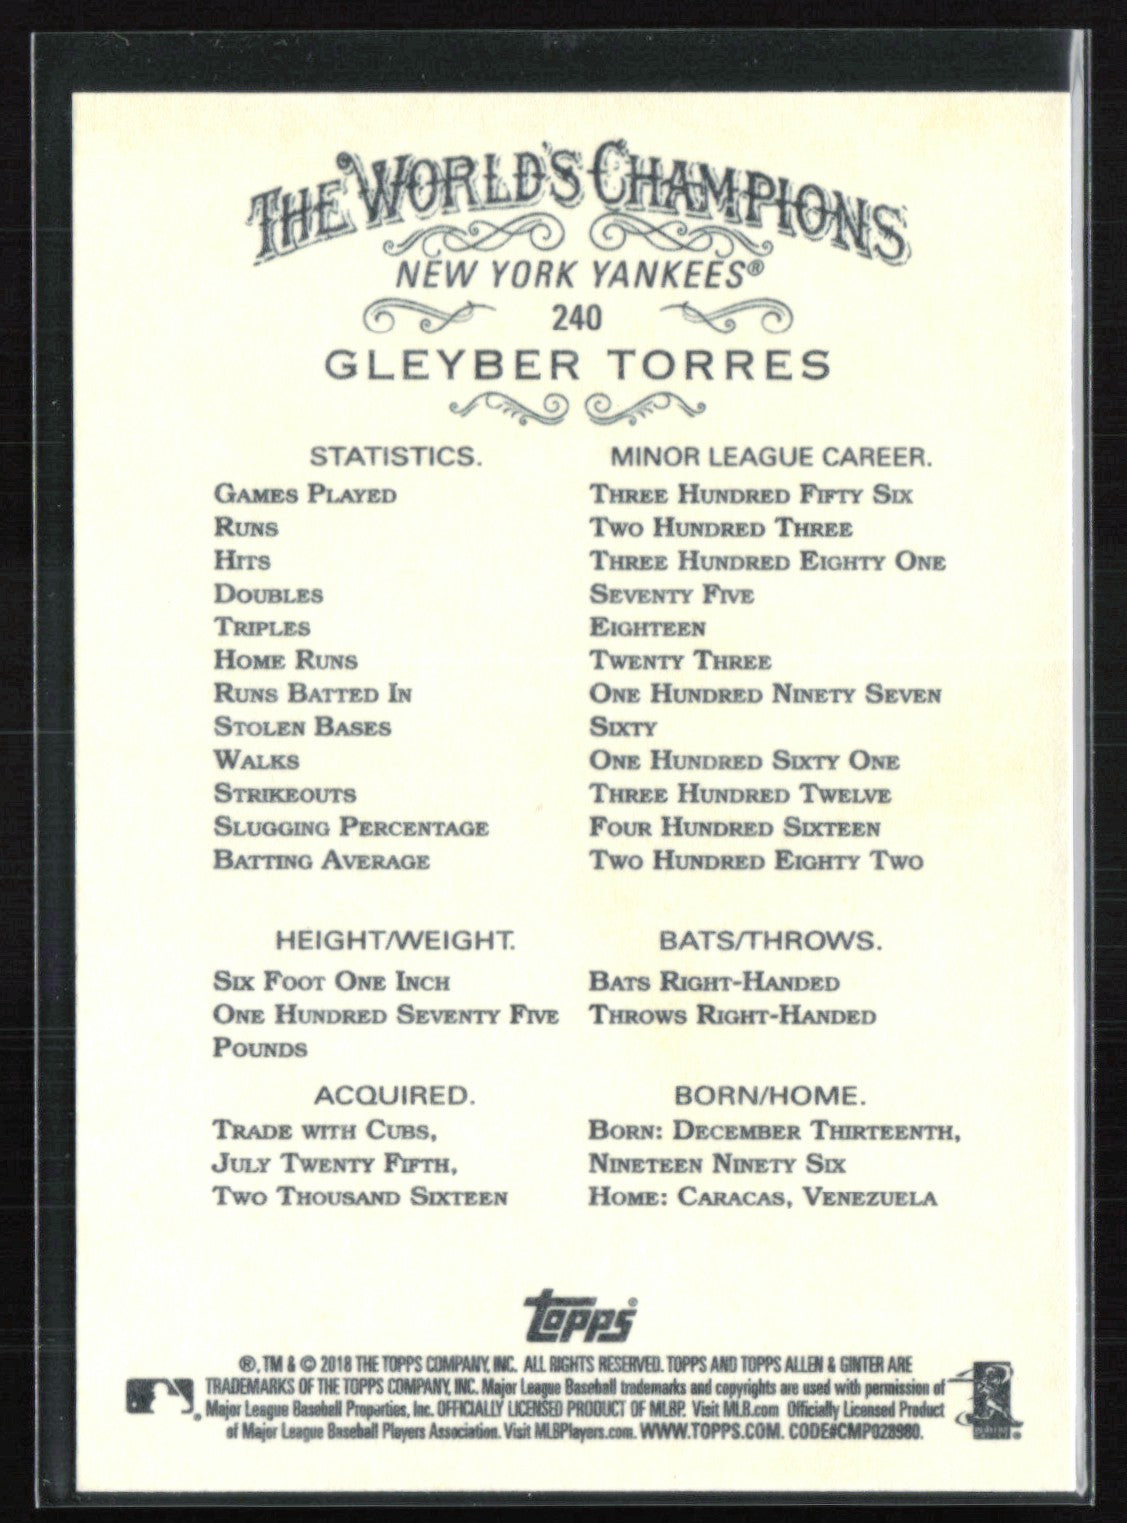 THE WORLD'S CHAMPIONS
NEW YORK YANKEES®
240
GLEYBER TORRES
STATISTICS. MINOR LEAGUE CAREER.
GAMES PLAYED THREE HUNDRED FIFTY SIX
RUNS TWO HUNDRED THREE
HITS THREE HUNDRED EIGHTY ONE
DOUBLES SEVENTY FIVE
TRIPLES EIGHTEEN
HOME RUNS TWENTY THREE
RUNS BATTED IN ONE HUNDRED NINETY SEVEN
STOLEN BASES SIXTY
WALKS ONE HUNDRED SIXTY ONE
STRIKEOUTS THREE HUNDRED TWELVE
SLUGGING PERCENTAGE FOUR HUNDRED SIXTEEN
BATTING AVERAGE TWO HUNDRED EIGHTY TWO
HEIGHT/WEIGHT.
SIX FOOT ONE INCH
ONE HUNDRED SEVENTY FIVE
POUNDS
BATS/THROWS.
BATS RIGHT-HANDED
THROWS RIGHT-HANDED
ACQUIRED.
TRADE WITH CUBS,
JULY TWENTY FIFTH,
TWO THOUSAND SIXTEEN
BORN/HOME.
BORN: DECEMBER THIRTEENTH,
NINETEEN NINETY SIX
HOME: CARACAS, VENEZUELA
topps®
®, TM & © 2018 THE TOPPS COMPANY, INC. ALL RIGHTS RESERVED. TOPPS AND TOPPS ALLEN & GINTER ARE
TRADEMARKS OF THE TOPPS COMPANY, INC. Major League Baseball trademarks and copyrights are used with permission of
Major League Baseball Properties, Inc. OFFICIALLY LICENSED PRODUCT OF MLBP. Visit MLB.com Officially Licensed Product
of Major League Baseball Players Association. Visit MLBPlayers.com. WWW.TOPPS.COM. CODE#CMP028980.